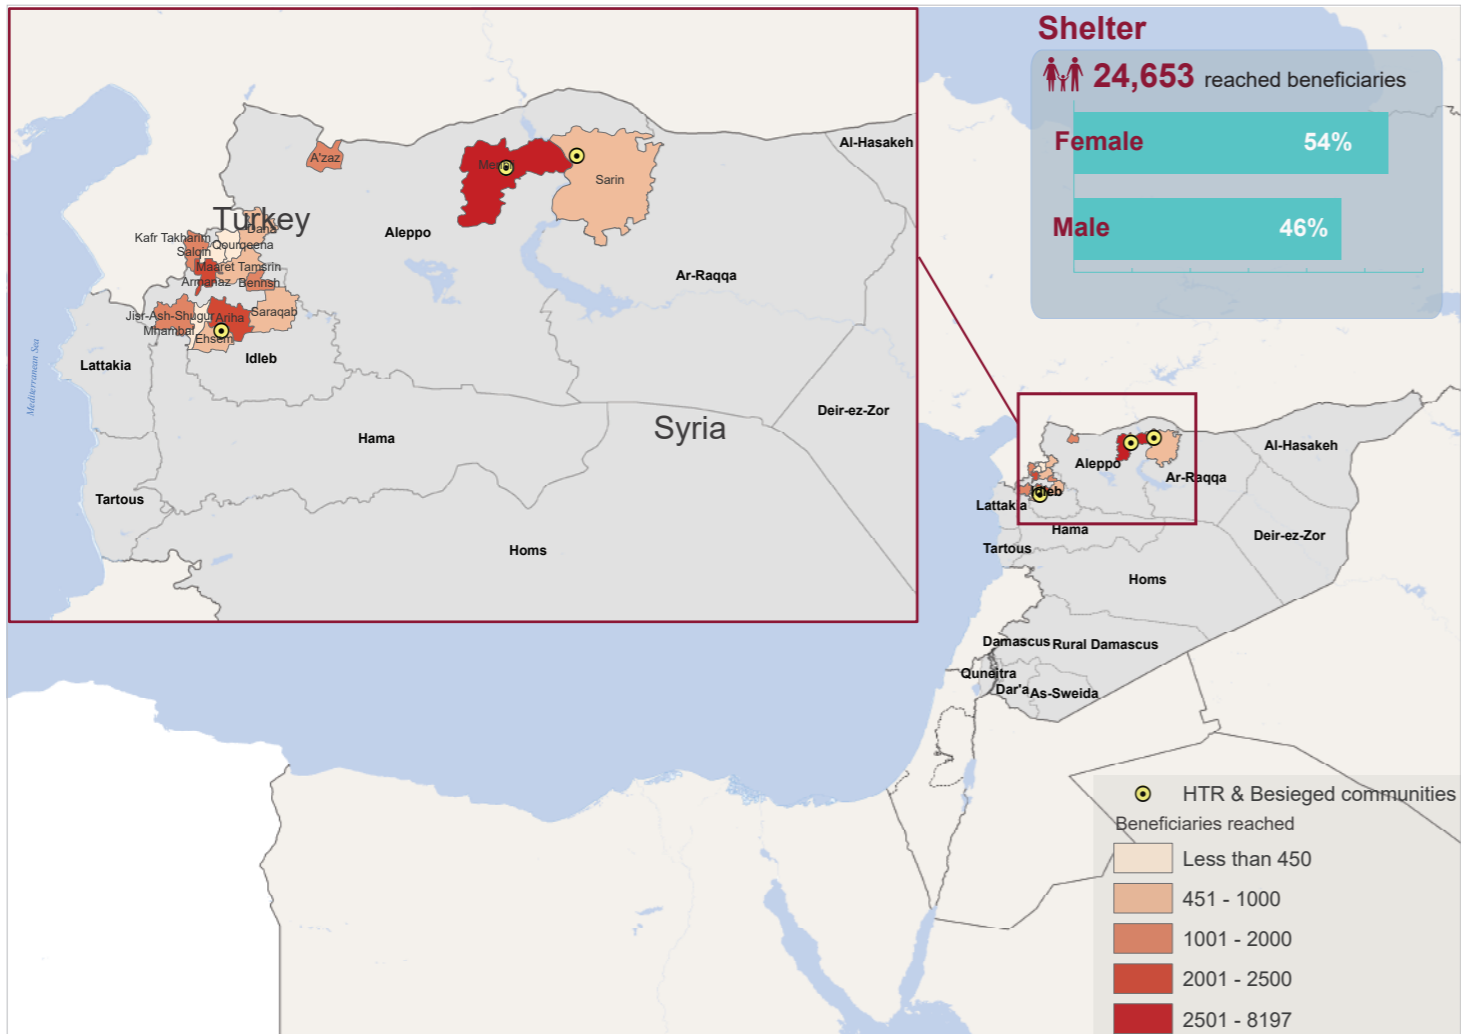 Shelter
24,653 reached beneficiaries
Female 54%
Male 46%
A'zaz
Sarin
Al-Hasakeh
Turkey
Dana
Kafr Takharim
Qourqeena
Salqin
Aleppo
Maaret Tamsrin
Armanaz
Bennsh
Ar-Raqqa
Jisr-Ash-Shugur
Ariha
Saraqab
Mhambal
Ehsem
Idleb
Lattakia
Mediterranean Sea
Deir-ez-Zor
Syria
Hama
Tartous
Homs
Al-Hasakeh
Aleppo
Ar-Raqqa
Idleb
Lattakia
Hama
Deir-ez-Zor
Tartous
Homs
Damascus
Rural Damascus
Quneitra
Dar'a
As-Sweida
HTR & Besieged communities
Beneficiaries reached
Less than 450
451 - 1000
1001 - 2000
2001 - 2500
2501 - 8197